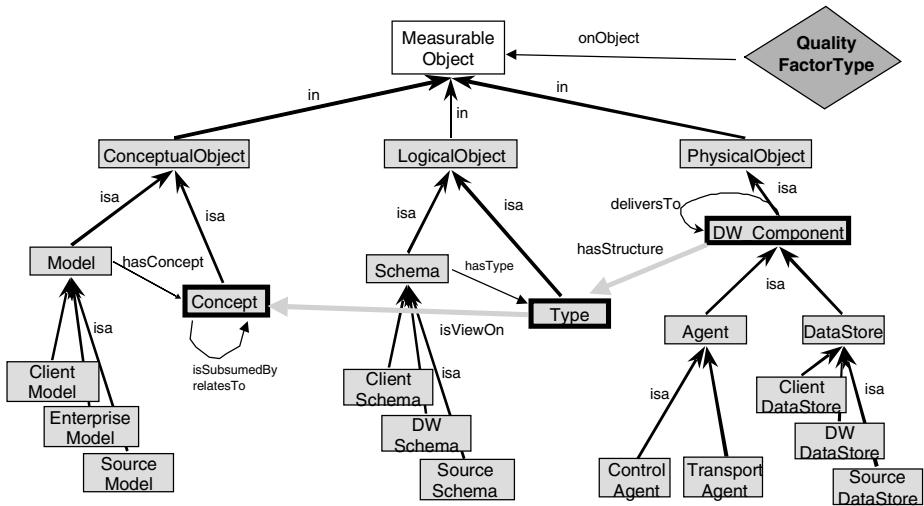 Measurable
Object
onObject
Quality
FactorType
in
in
in
ConceptualObject
LogicalObject
PhysicalObject
isa
isa
isa
isa
isa
deliversTo
DW_Component
hasStructure
Model
hasConcept
Concept
Schema
hasType
Type
isViewOn
isa
Agent
DataStore
isa
isSubsumedBy
relatesTo
Client
Model
Enterprise
Model
Source
Model
isa
Client
Schema
DW
Schema
Source
Schema
isa
Control
Agent
Transport
Agent
isa
Client
DataStore
DW
DataStore
Source
DataStore